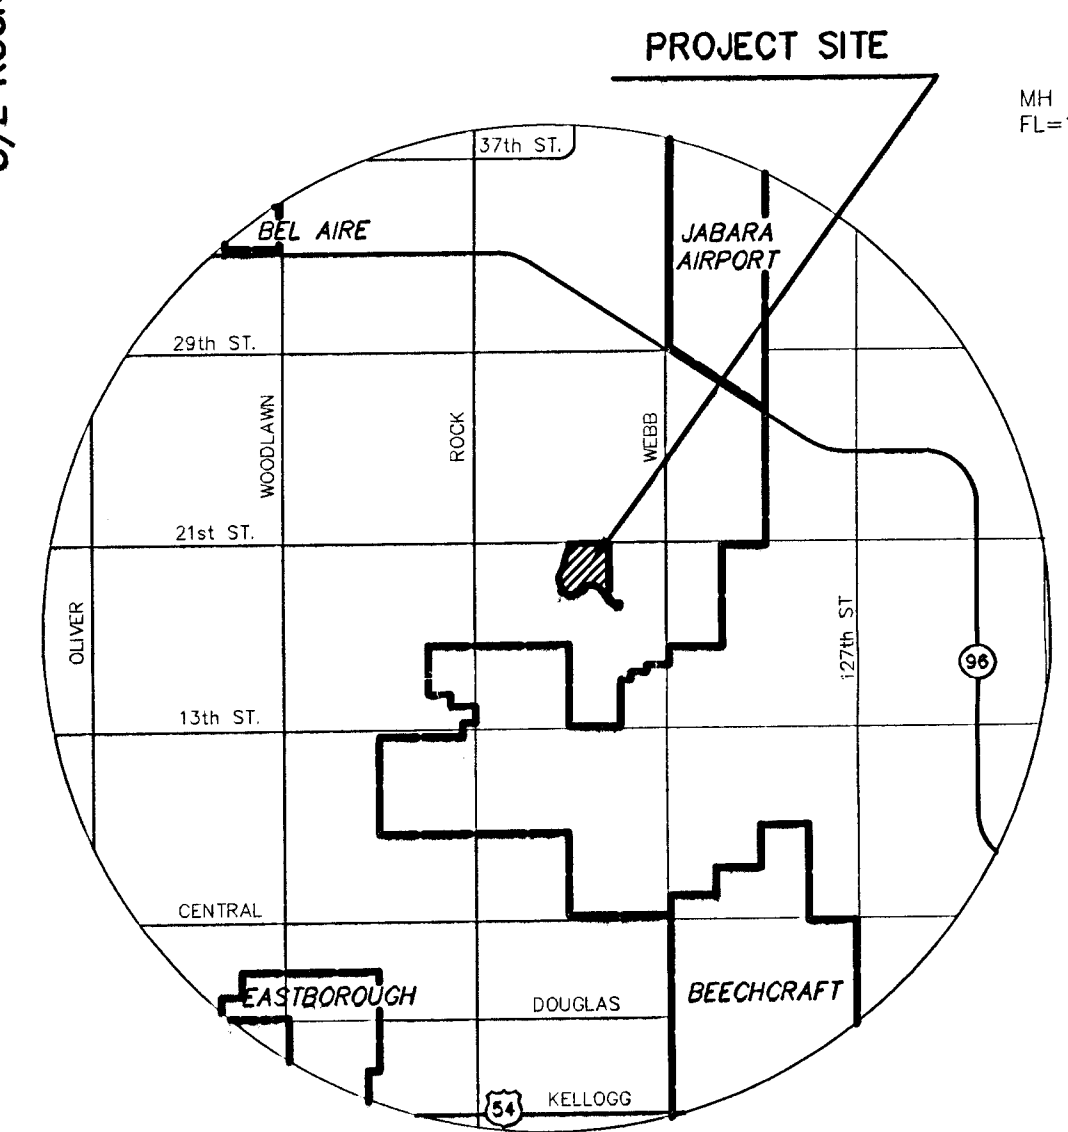 PROJECT SITE
MH
37th ST.
BEL AIRE
JABARA
AIRPORT
29th ST.
WOODLAWN
ROCK
WEBB
21st ST.
OLIVER
127th ST
96
13th ST.
CENTRAL
EASTBOROUGH
DOUGLAS
BEECHCRAFT
54
KELLOGG